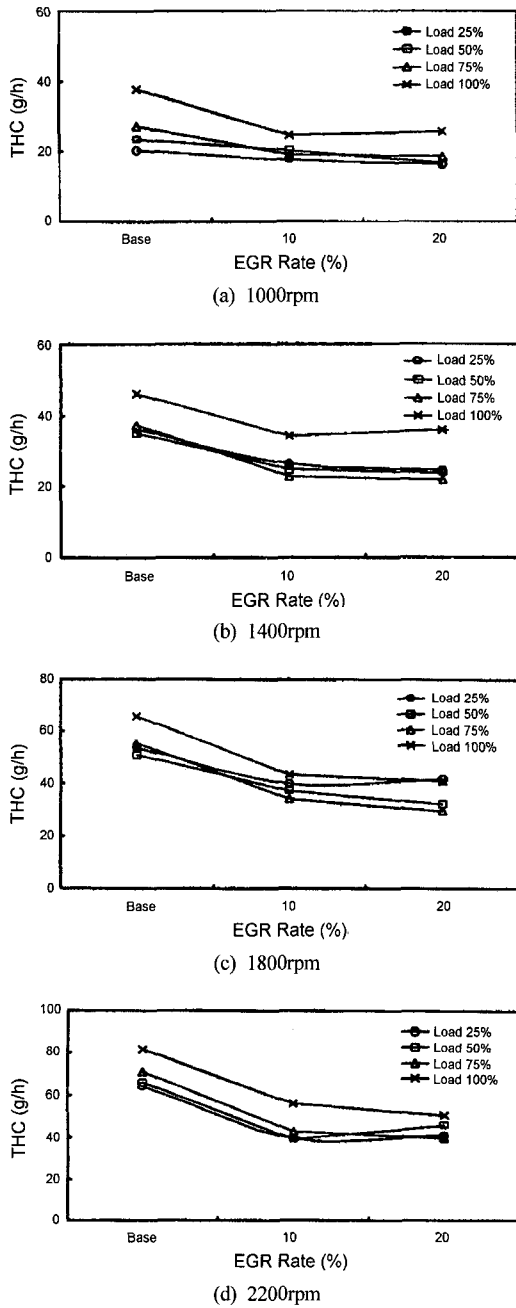 60
40
20
0
THC (g/h)
Load 25%
Load 50%
Load 75%
Load 100%
Base
10
20
EGR Rate (%)
(a) 1000rpm
60
40
20
0
THC (g/h)
Load 25%
Load 50%
Load 75%
Load 100%
Base
10
20
EGR Rate (%)
(b) 1400rpm
80
60
40
20
0
THC (g/h)
Load 25%
Load 50%
Load 75%
Load 100%
Base
10
20
EGR Rate (%)
(c) 1800rpm
100
80
60
40
20
0
THC (g/h)
Load 25%
Load 50%
Load 75%
Load 100%
Base
10
20
EGR Rate (%)
(d) 2200rpm